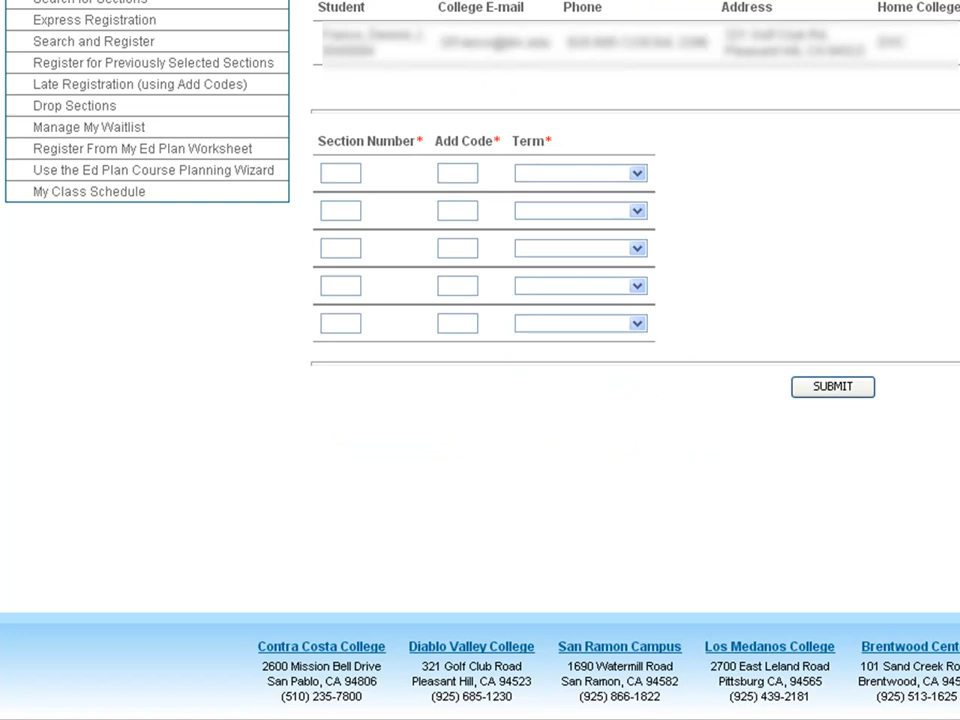 Search for Sections
Express Registration
Search and Register
Register for Previously Selected Sections
Late Registration (using Add Codes)
Drop Sections
Manage My Waitlist
Register From My Ed Plan Worksheet
Use the Ed Plan Course Planning Wizard
My Class Schedule
Student College E-mail Phone Address Home College
Section Number* Add Code* Term*
SUBMIT
Contra Costa College
2600 Mission Bell Drive
San Pablo, CA 94806
(510) 235-7800
Diablo Valley College
321 Golf Club Road
Pleasant Hill, CA 94523
(925) 685-1230
San Ramon Campus
1690 Watermill Road
San Ramon, CA 94582
(925) 866-1822
Los Medanos College
2700 East Leland Road
Pittsburg CA, 94565
(925) 439-2181
Brentwood Cent
101 Sand Creek Ro
Brentwood, CA 945
(925) 513-1625